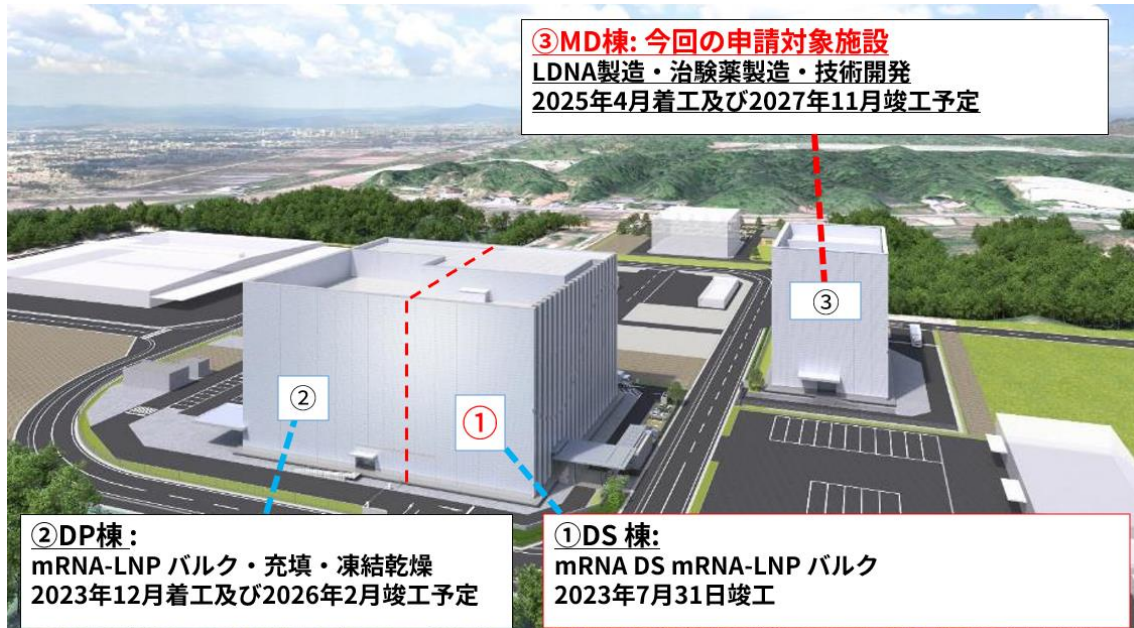 ③MD棟: 今回の申請対象施設
LDNA製造・治験薬製造・技術開発
2025年4月着工及び2027年11月竣工予定
③
②
①
②DP棟 :
mRNA-LNP バルク・充填・凍結乾燥
2023年12月着工及び2026年2月竣工予定
①DS 棟:
mRNA DS mRNA-LNP バルク
2023年7月31日竣工